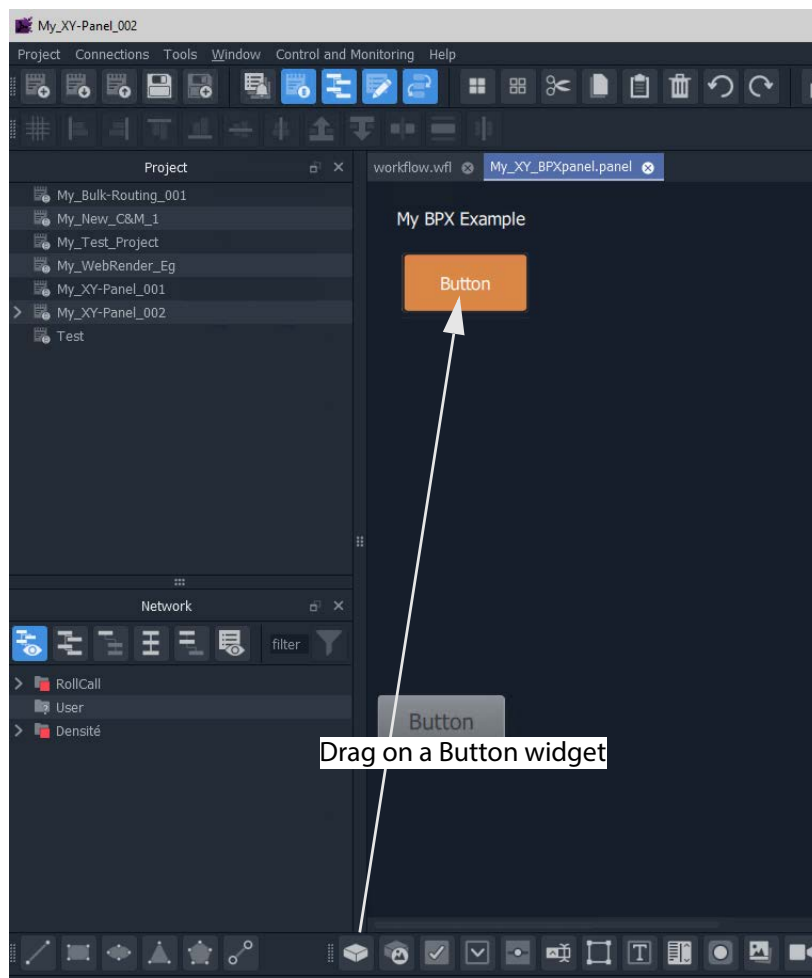 My_XY-Panel_002
Project Connections Tools Window Control and Monitoring Help
Project
workflow.wfl My_XY_BPXpanel.panel
My_Bulk-Routing_001
My_New_C&M_1
My_Test_Project
My_WebRender_Eg
My_XY-Panel_001
My_XY-Panel_002
Test
My BPX Example
Button
Network
filter
RollCall
User
Densité
Button
Drag on a Button widget